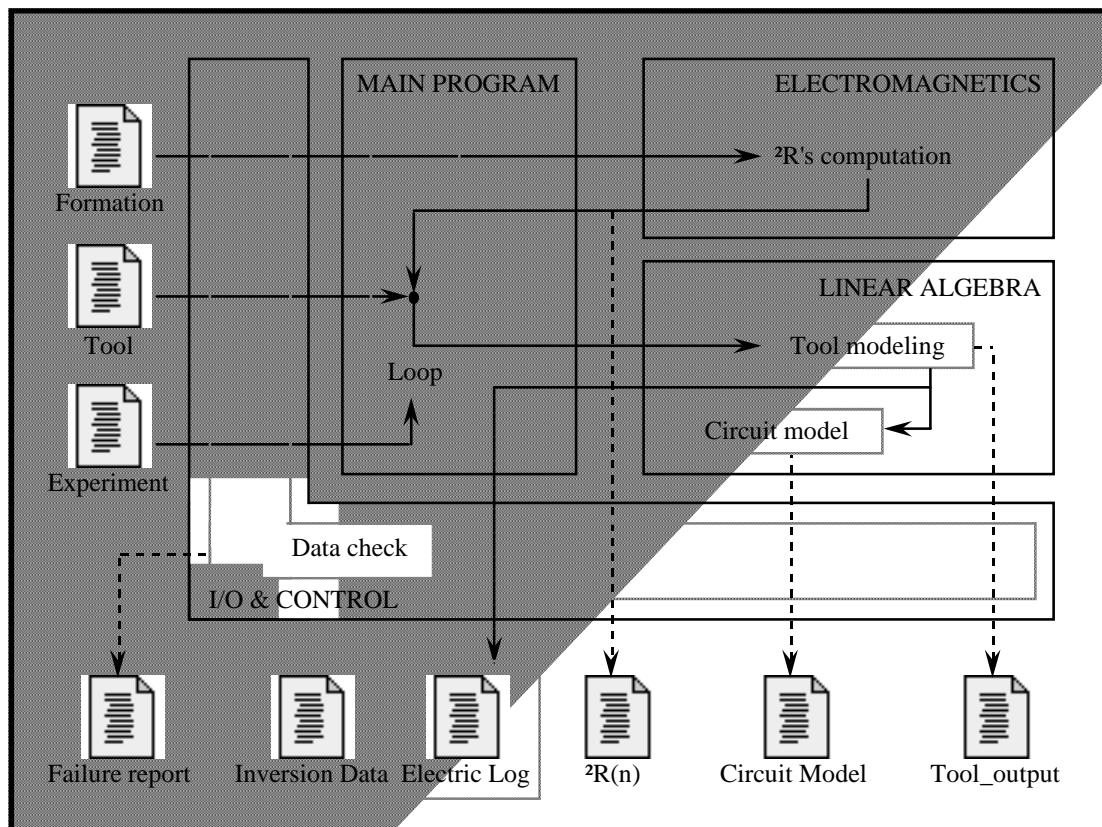 MAIN PROGRAM
ELECTROMAGNETICS
Formation
²R's computation
Tool
LINEAR ALGEBRA
Tool modeling
Loop
Experiment
Circuit model
Data check
I/O & CONTROL
Failure report
Inversion Data
Electric Log
²R(n)
Circuit Model
Tool_output